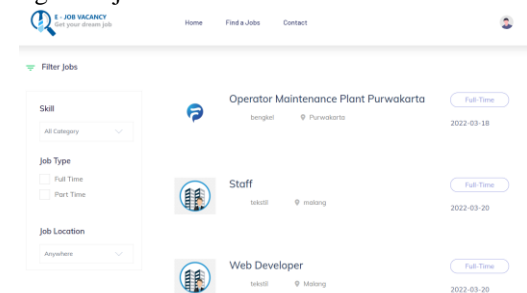 E - JOB VACANCY
Get your dream job
Home
Find a Jobs
Contact
Filter Jobs
Skill
All Category
Job Type
Full Time
Part Time
Job Location
Anywhere
Operator Maintenance Plant Purwakarta
bengkel
Purwakarta
Full-Time
2022-03-18
Staff
tekstil
malang
Full-Time
2022-03-20
Web Developer
tekstil
Malang
Full-Time
2022-03-20